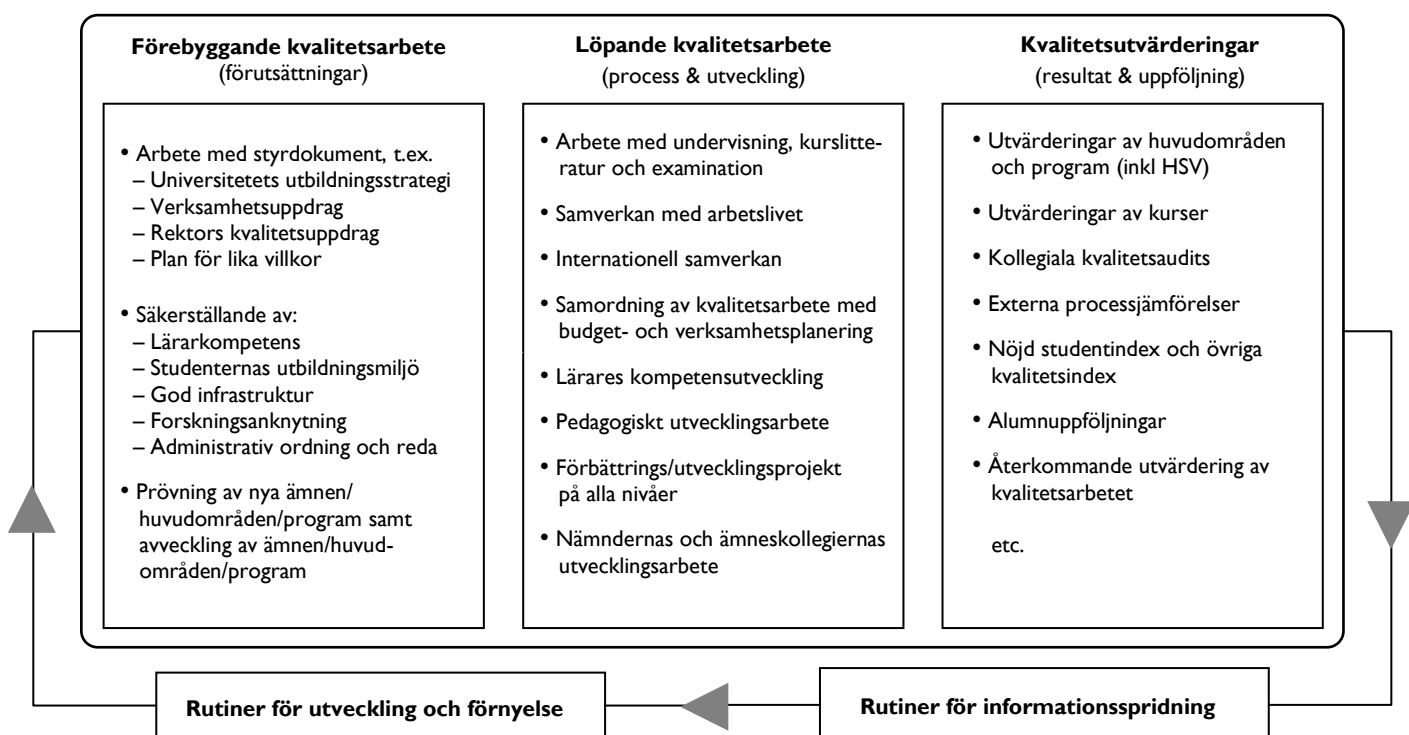 Förebyggande kvalitetsarbete
(förutsättningar)
• Arbete med styrdokument, t.ex.
– Universitetets utbildningsstrategi
– Verksamhetsuppdrag
– Rektors kvalitetsuppdrag
– Plan för lika villkor
• Säkerställande av:
– Lärarkompetens
– Studenternas utbildningsmiljö
– God infrastruktur
– Forskningsanknytning
– Administrativ ordning och reda
• Prövning av nya ämnen/
huvudområden/program samt
avveckling av ämnen/huvud-
områden/program
Löpande kvalitetsarbete
(process & utveckling)
• Arbete med undervisning, kurslitte-
ratur och examination
• Samverkan med arbetslivet
• Internationell samverkan
• Samordning av kvalitetsarbete med
budget- och verksamhetsplanering
• Lärares kompetensutveckling
• Pedagogiskt utvecklingsarbete
• Förbättrings/utvecklingsprojekt
på alla nivåer
• Nämndernas och ämneskollegiernas
utvecklingsarbete
Kvalitetsutvärderingar
(resultat & uppföljning)
• Utvärderingar av huvudområden
och program (inkl HSV)
• Utvärderingar av kurser
• Kollegiala kvalitetsaudits
• Externa processjämförelser
• Nöjd studentindex och övriga
kvalitetsindex
• Alumnuppföljningar
• Återkommande utvärdering av
kvalitetsarbetet
etc.
Rutiner för utveckling och förnyelse
Rutiner för informationsspridning